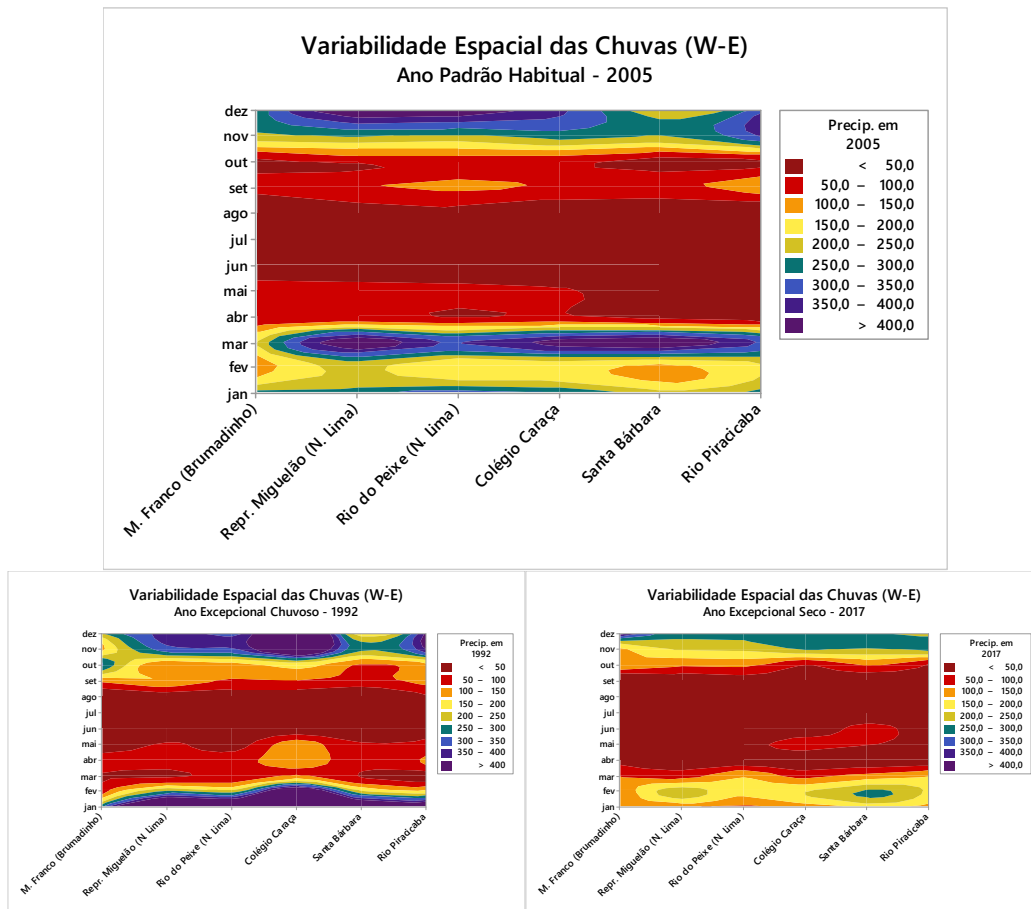 Variabilidade Espacial das Chuvas (W-E)
Ano Padrão Habitual - 2005
dez
nov
out
set
ago
jul
jun
mai
abr
mar
fev
jan
M. Franco (Brumadinho)
Repr. Miguelão (N. Lima)
Rio do Peixe (N. Lima)
Colégio Caraça
Santa Bárbara
Rio Piracicaba
Precip. em
2005
< 50,0
50,0 – 100,0
100,0 – 150,0
150,0 – 200,0
200,0 – 250,0
250,0 – 300,0
300,0 – 350,0
350,0 – 400,0
> 400,0
Variabilidade Espacial das Chuvas (W-E)
Ano Excepcional Chuvoso - 1992
dez
nov
out
set
ago
jul
jun
mai
abr
mar
fev
jan
M. Franco (Brumadinho)
Repr. Miguelão (N. Lima)
Rio do Peixe (N. Lima)
Colégio Caraça
Santa Bárbara
Rio Piracicaba
Precip. em
1992
< 50
50 – 100
100 – 150
150 – 200
200 – 250
250 – 300
300 – 350
350 – 400
> 400
Variabilidade Espacial das Chuvas (W-E)
Ano Excepcional Seco - 2017
dez
nov
out
set
ago
jul
jun
mai
abr
mar
fev
jan
M. Franco (Brumadinho)
Repr. Miguelão (N. Lima)
Rio do Peixe (N. Lima)
Colégio Caraça
Santa Bárbara
Rio Piracicaba
Precip. em
2017
< 50,0
50,0 – 100,0
100,0 – 150,0
150,0 – 200,0
200,0 – 250,0
250,0 – 300,0
300,0 – 350,0
350,0 – 400,0
> 400,0